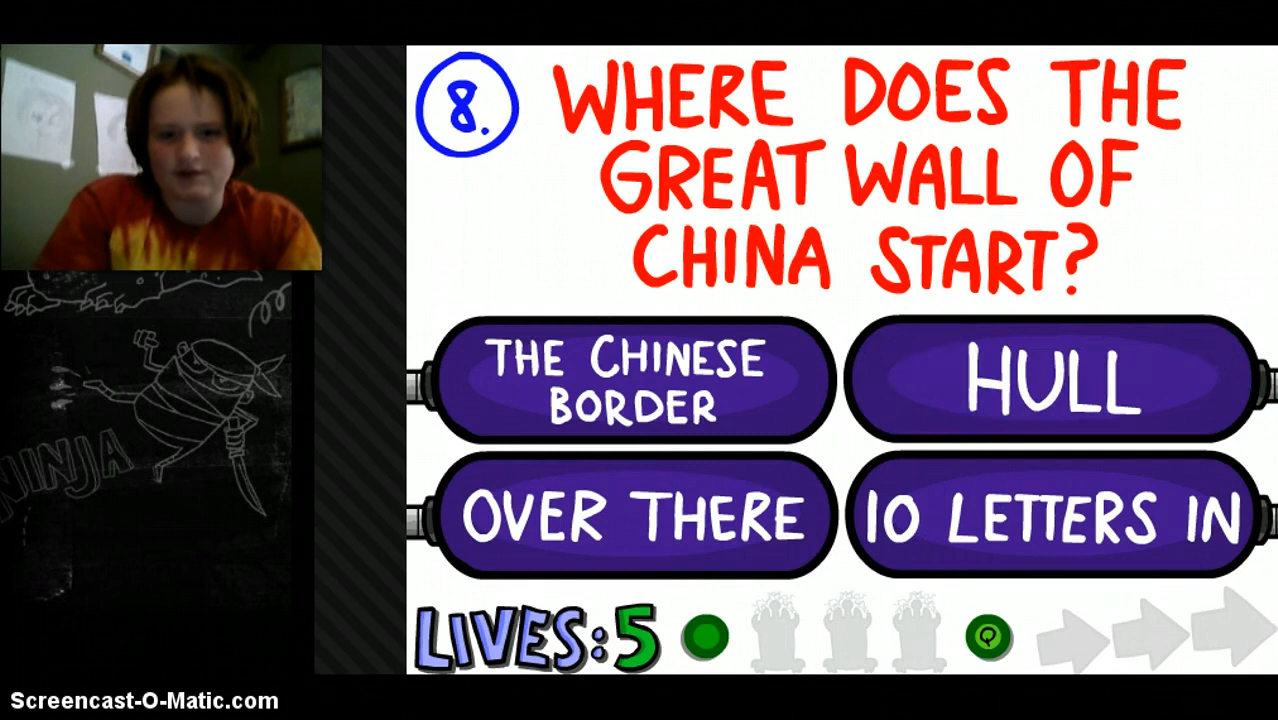 8.
WHERE DOES THE
GREAT WALL OF
CHINA START?
THE CHINESE
BORDER
HULL
OVER THERE
10 LETTERS IN
LIVES:5
Q
NINJA
Screencast-O-Matic.com